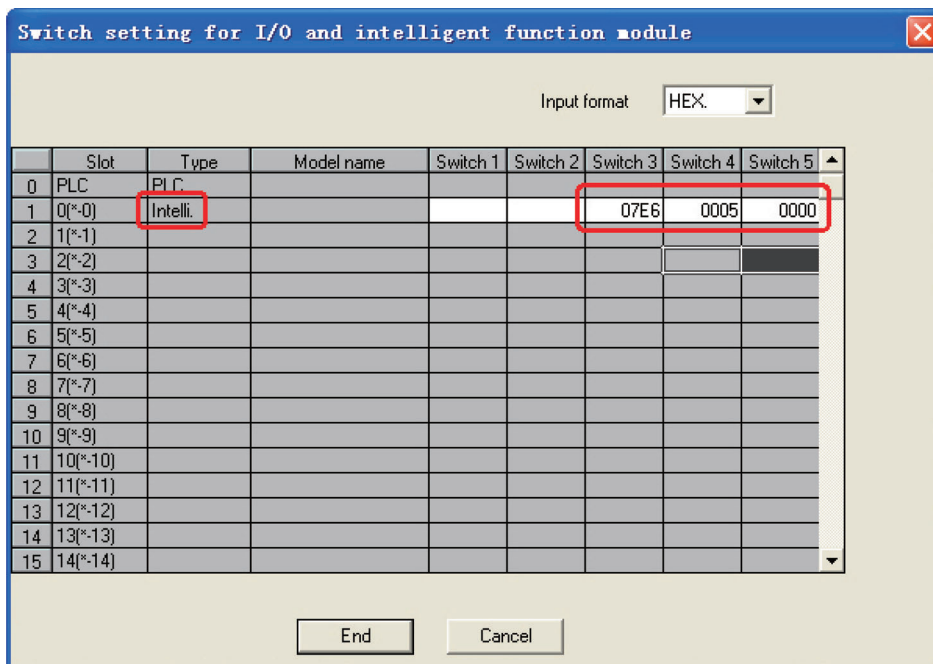 Switch setting for I/O and intelligent function module
Input format HEX.
Slot Type Model name Switch 1 Switch 2 Switch 3 Switch 4 Switch 5
0 PLC PLC
1 0(*-0) Intelli. 07E6 0005 0000
2 1(*-1)
3 2(*-2)
4 3(*-3)
5 4(*-4)
6 5(*-5)
7 6(*-6)
8 7(*-7)
9 8(*-8)
10 9(*-9)
11 10(*-10)
12 11(*-11)
13 12(*-12)
14 13(*-13)
15 14(*-14)
End Cancel